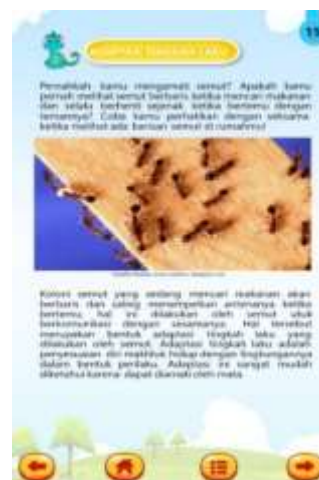 11
ADAPTASI TINGKAH LAKU
Pernahkah kamu mengamati semut? Apakah kamu
pernah melihat semut berbaris ketika mencari makanan
dan selalu berhenti sejenak ketika bertemu dengan
temannya? Coba kamu perhatikan dengan seksama
ketika melihat ada barisan semut di rumahmu!
Koloni semut yang sedang mencari makanan akan
berbaris dan saling menempelkan antenanya ketika
bertemu, hal ini dilakukan oleh semut utuk
berkomunikasi dengan sesamanya. Hal tersebut
merupakan bentuk adaptasi tingkah laku yang
dilakukan oleh semut. Adaptasi tingkah laku adalah
penyesuaian diri makhluk hidup dengan lingkungannya
dalam bentuk perilaku. Adaptasi ini sangat mudah
diketahui karena dapat diamati oleh mata.